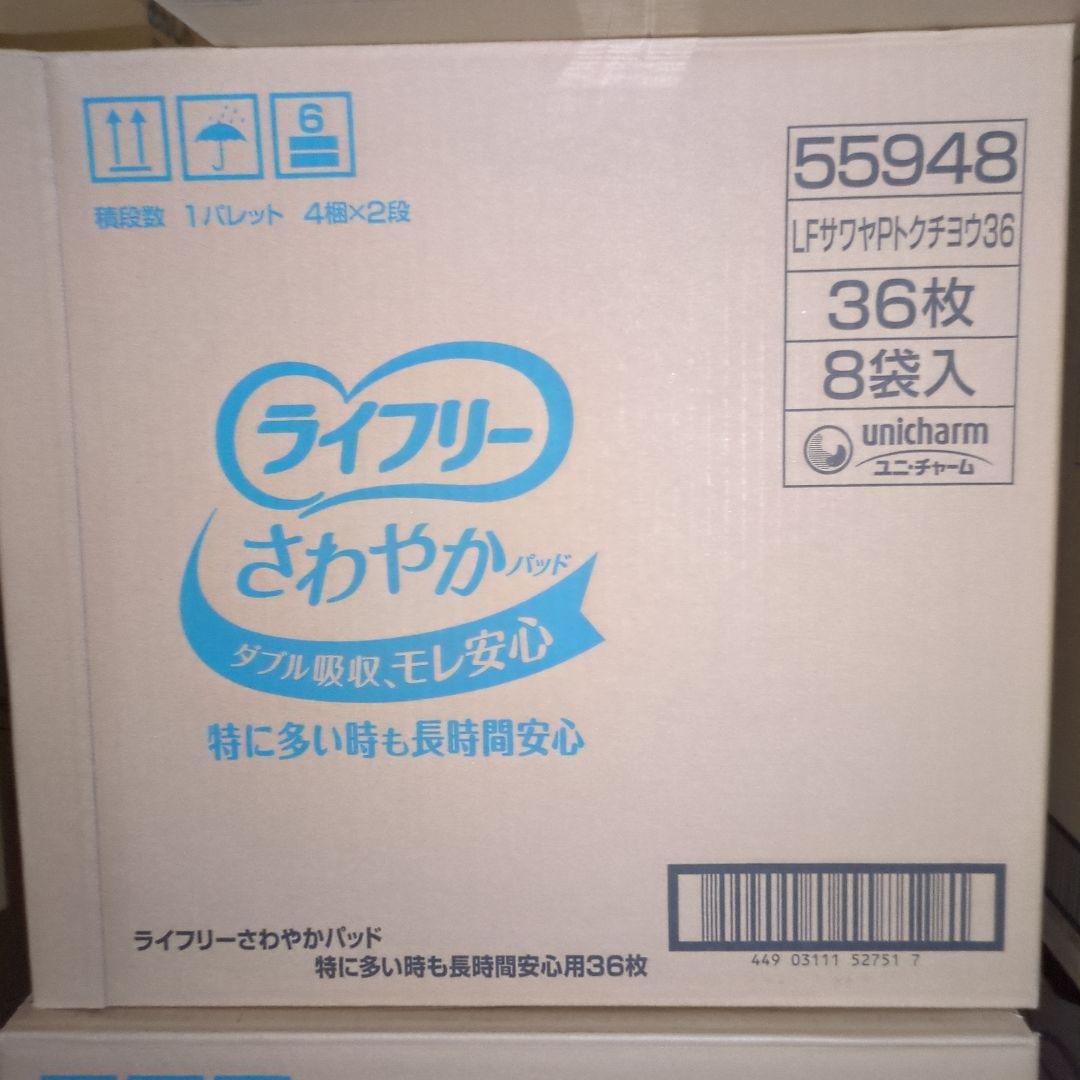 6
積段数 1パレット 4梱×2段
55948
LFサワヤPトクチヨウ36
36枚
8袋入
unicharm
ユニ・チャーム
ライフリー
さわやかパッド
ダブル吸収、モレ安心
特に多い時も長時間安心
ライフリーさわやかパッド
特に多い時も長時間安心用36枚
449 03111 52751 7